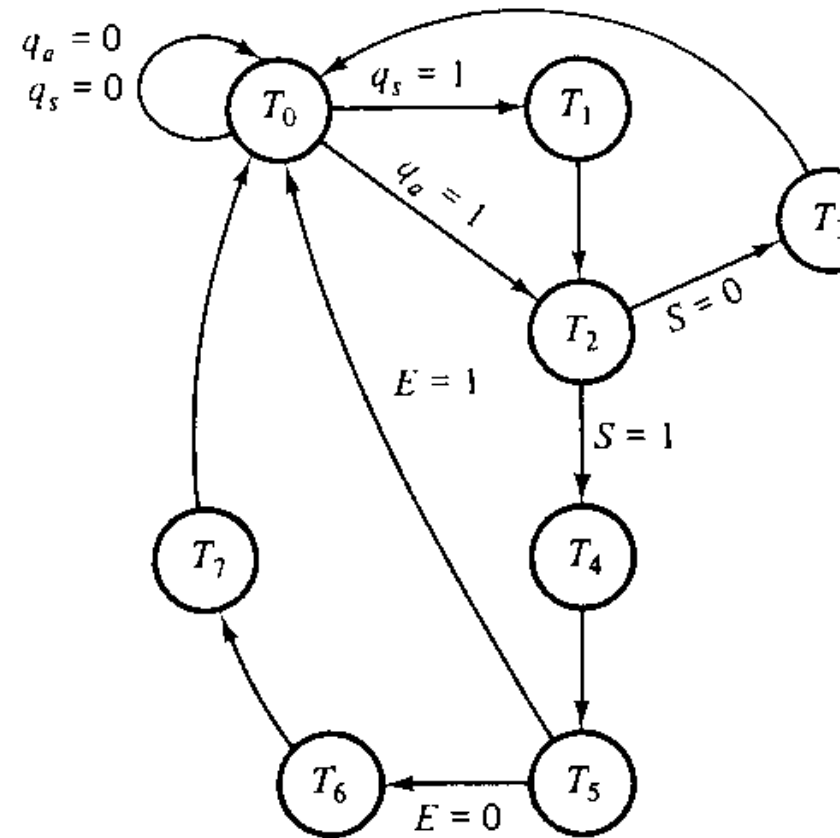 q_a = 0
q_s = 0
T_0
q_s = 1
T_1
q_a = 1
T_2
S = 0
E = 1
S = 1
T_7
T_4
T_6
E = 0
T_5